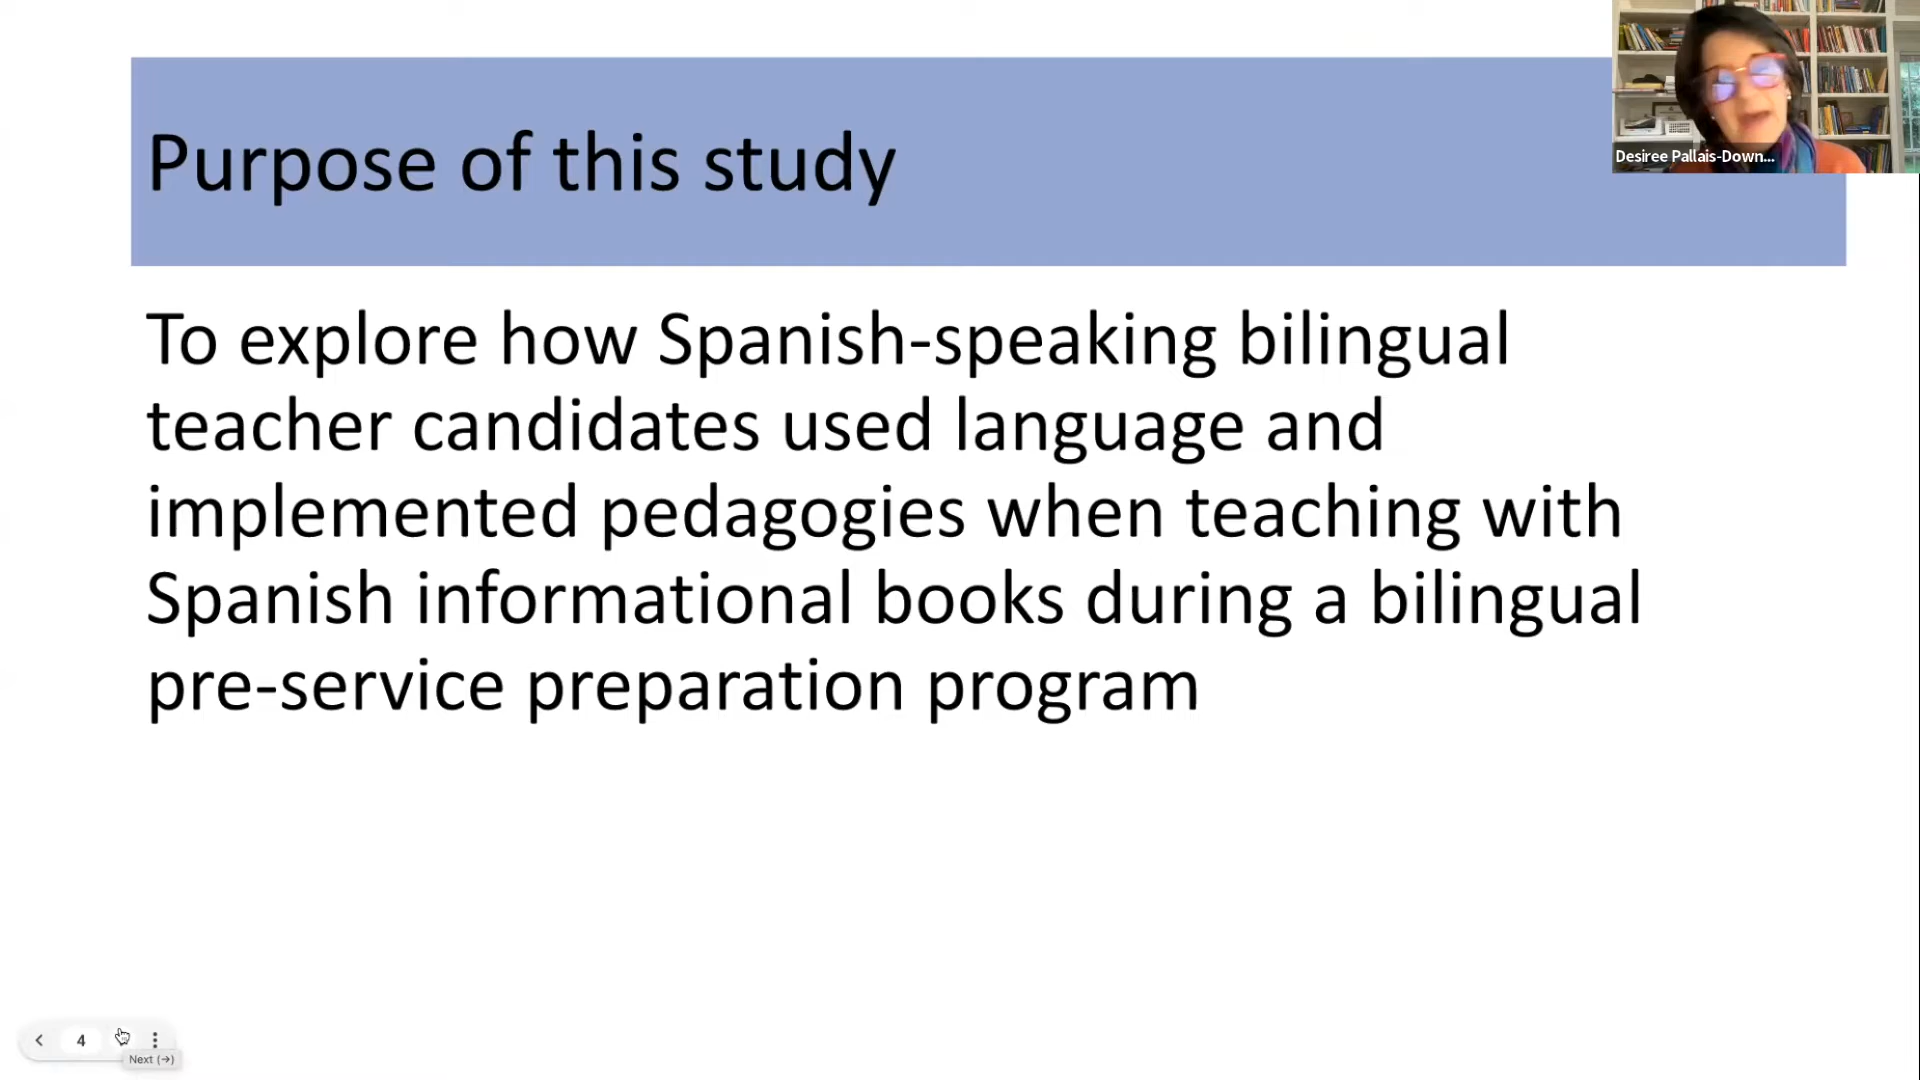 Purpose of this study
Desiree Pallais-Down...
To explore how Spanish-speaking bilingual
teacher candidates used language and
implemented pedagogies when teaching with
Spanish informational books during a bilingual
pre-service preparation program
4
Next (→)